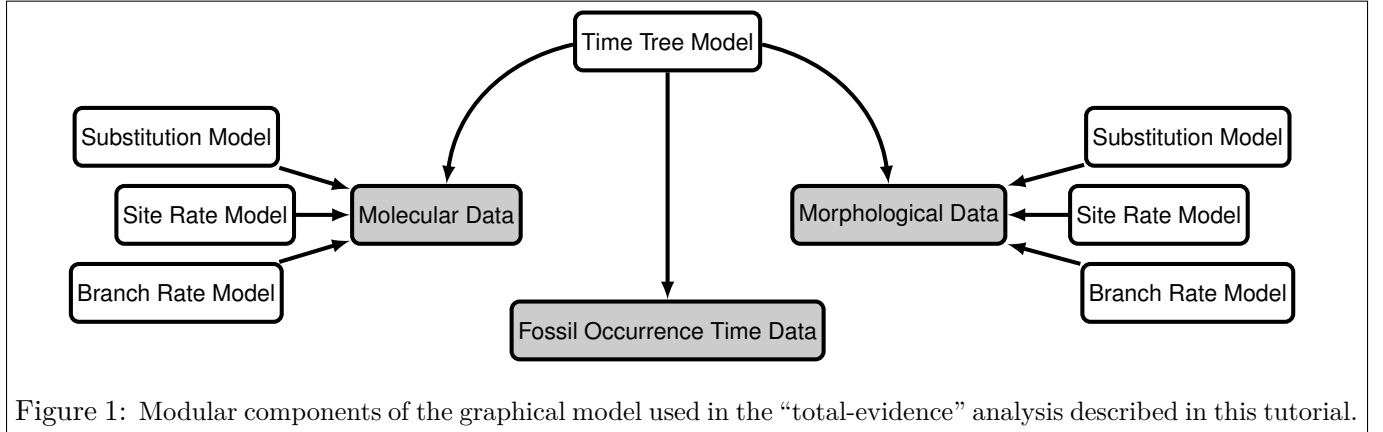 Time Tree Model
Substitution Model
Site Rate Model
Branch Rate Model
Molecular Data
Morphological Data
Substitution Model
Site Rate Model
Branch Rate Model
Fossil Occurrence Time Data
Figure 1: Modular components of the graphical model used in the “total-evidence” analysis described in this tutorial.